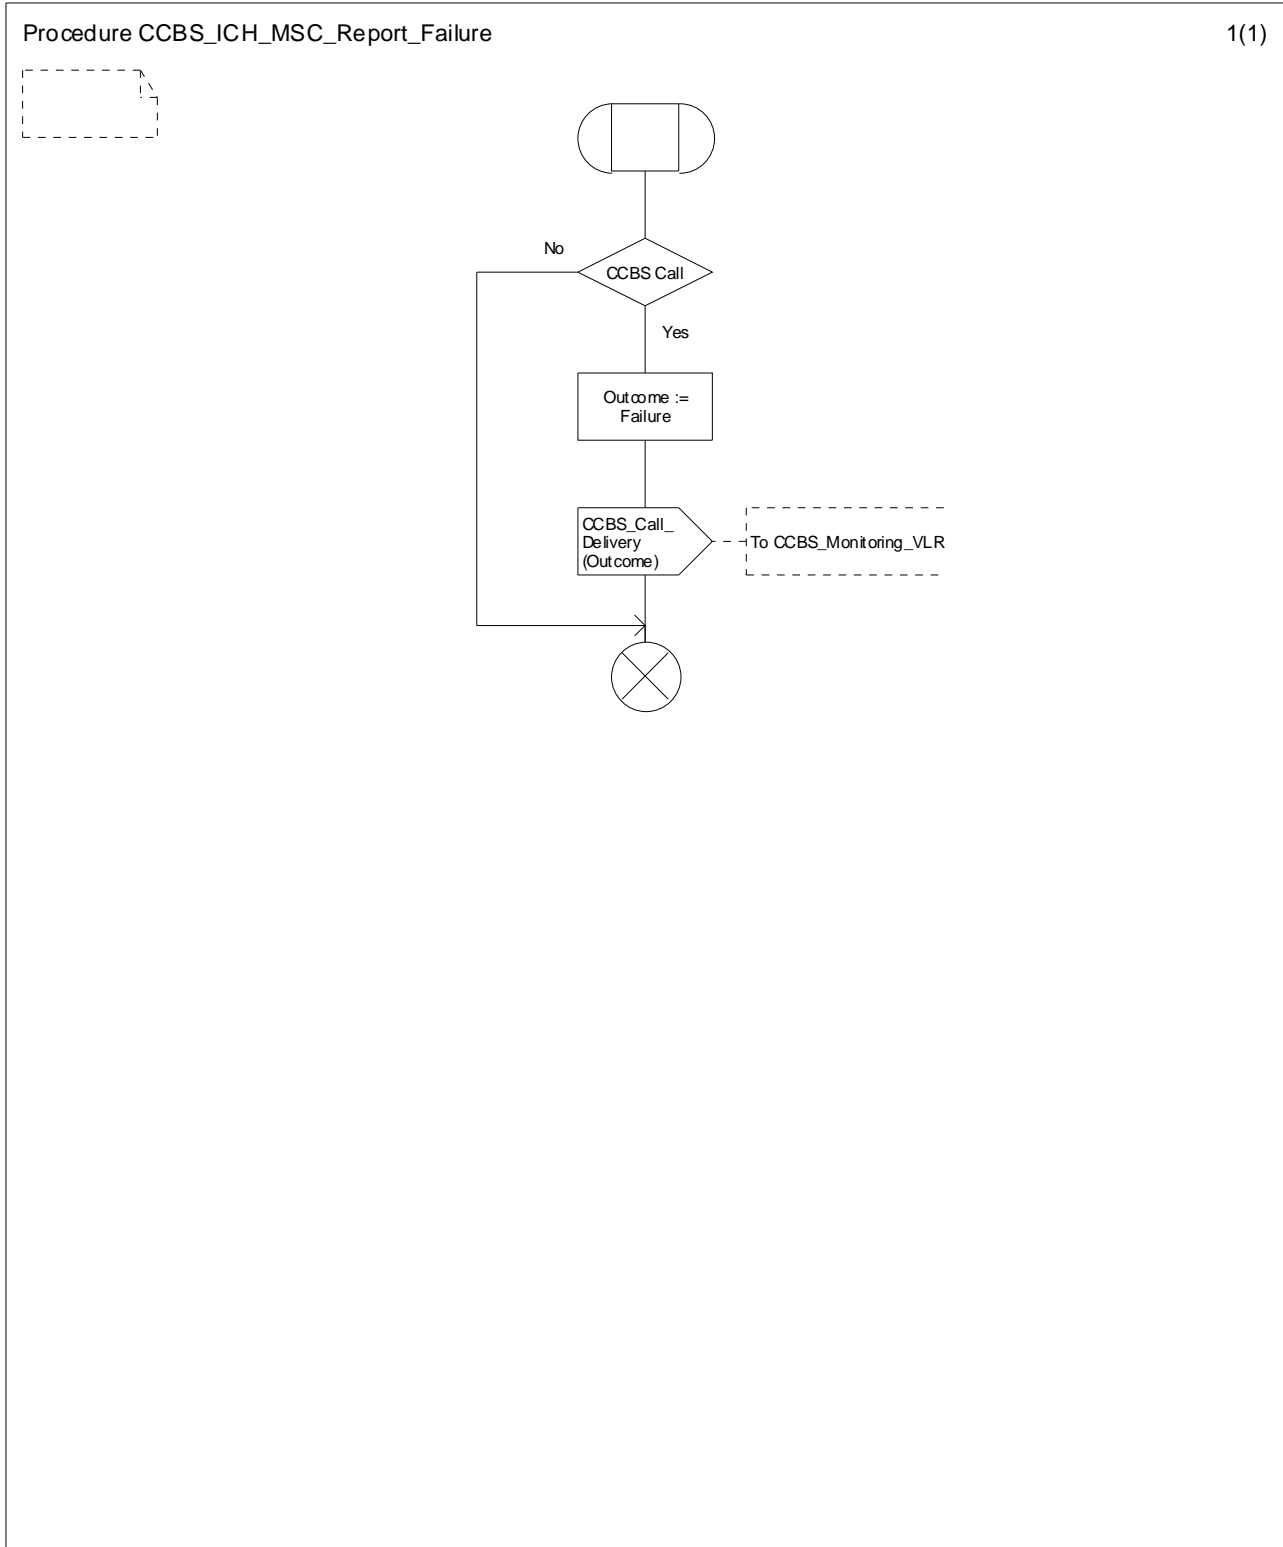 Procedure CCBS_ICH_MSC_Report_Failure
1(1)
No
CCBS Call
Yes
Outcome :=
Failure
CCBS_Call_
Delivery
(Outcome)
To CCBS_Monitoring_VLR